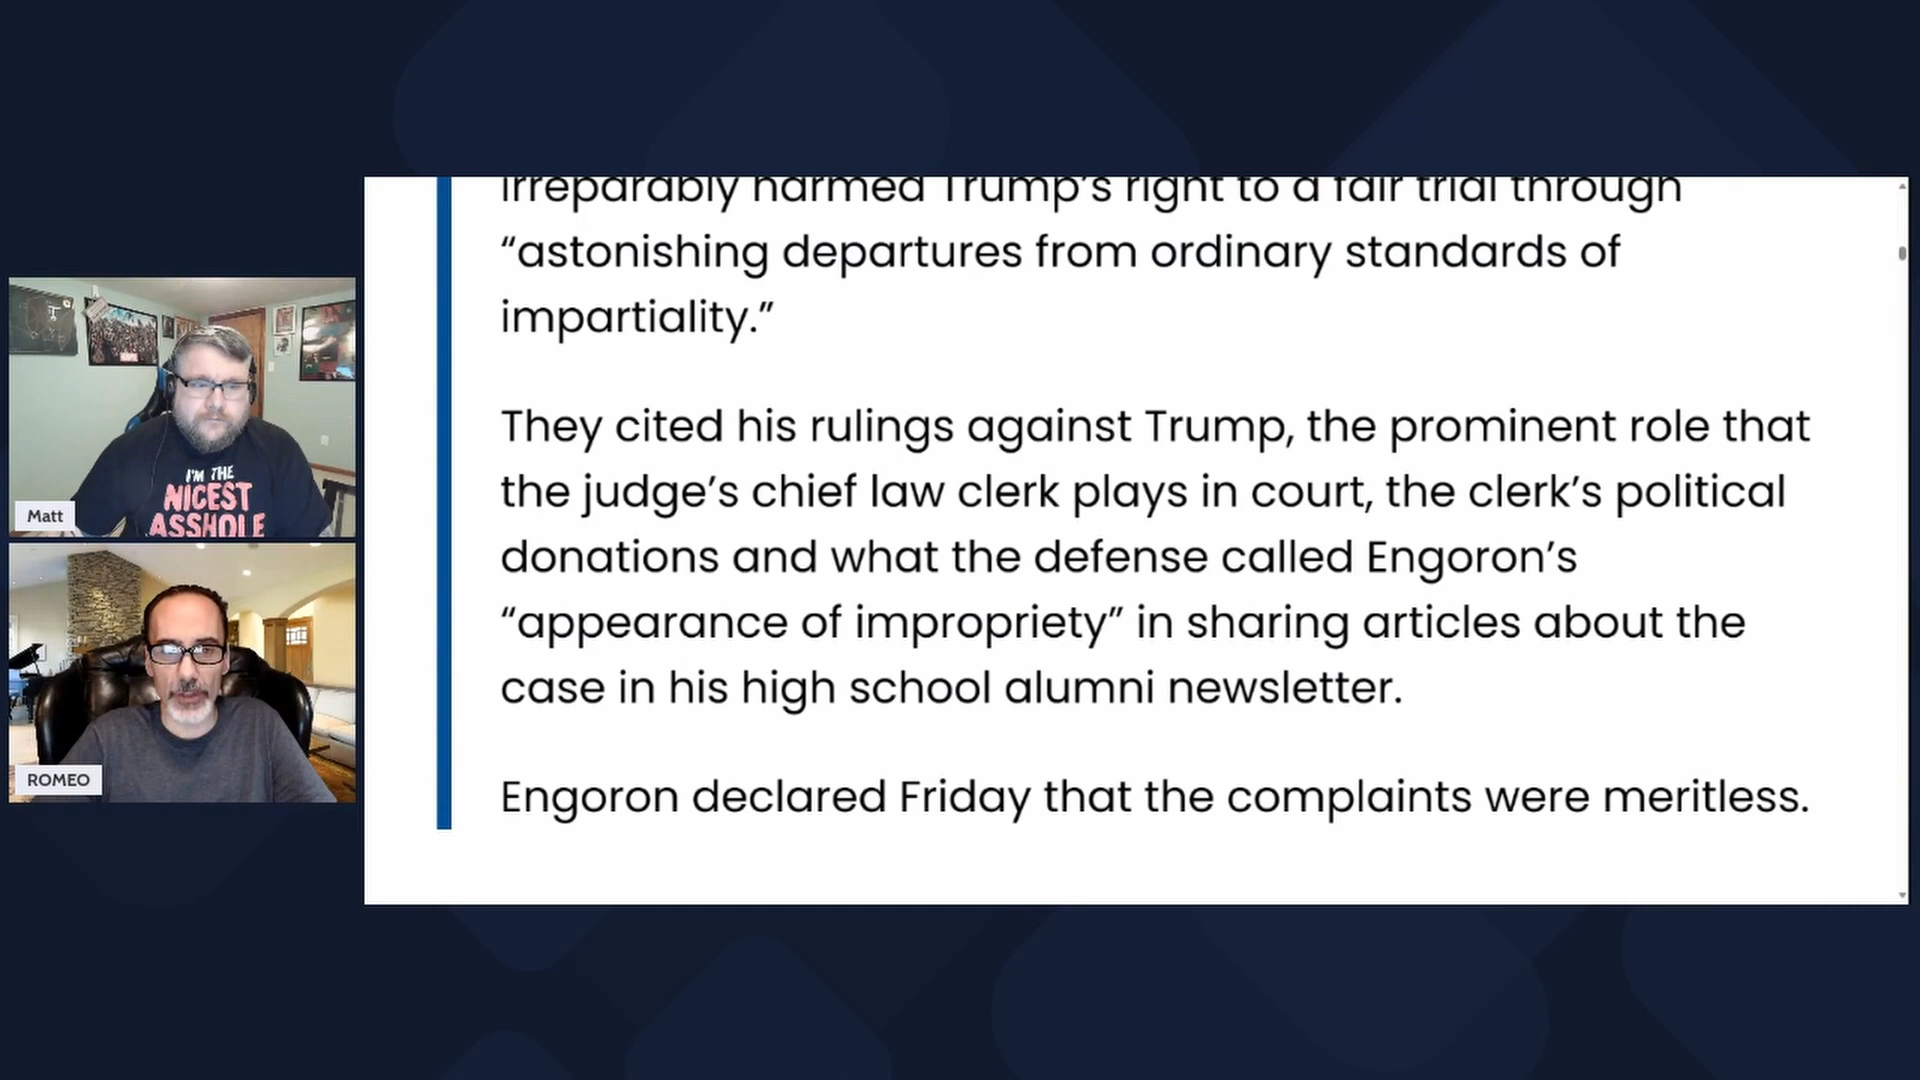 irreparably harmed Trump’s right to a fair trial through
“astonishing departures from ordinary standards of
impartiality.”
They cited his rulings against Trump, the prominent role that
the judge’s chief law clerk plays in court, the clerk’s political
donations and what the defense called Engoron’s
“appearance of impropriety” in sharing articles about the
case in his high school alumni newsletter.
Engoron declared Friday that the complaints were meritless.
I'M THE
NICEST
ASSHOLE
Matt
ROMEO